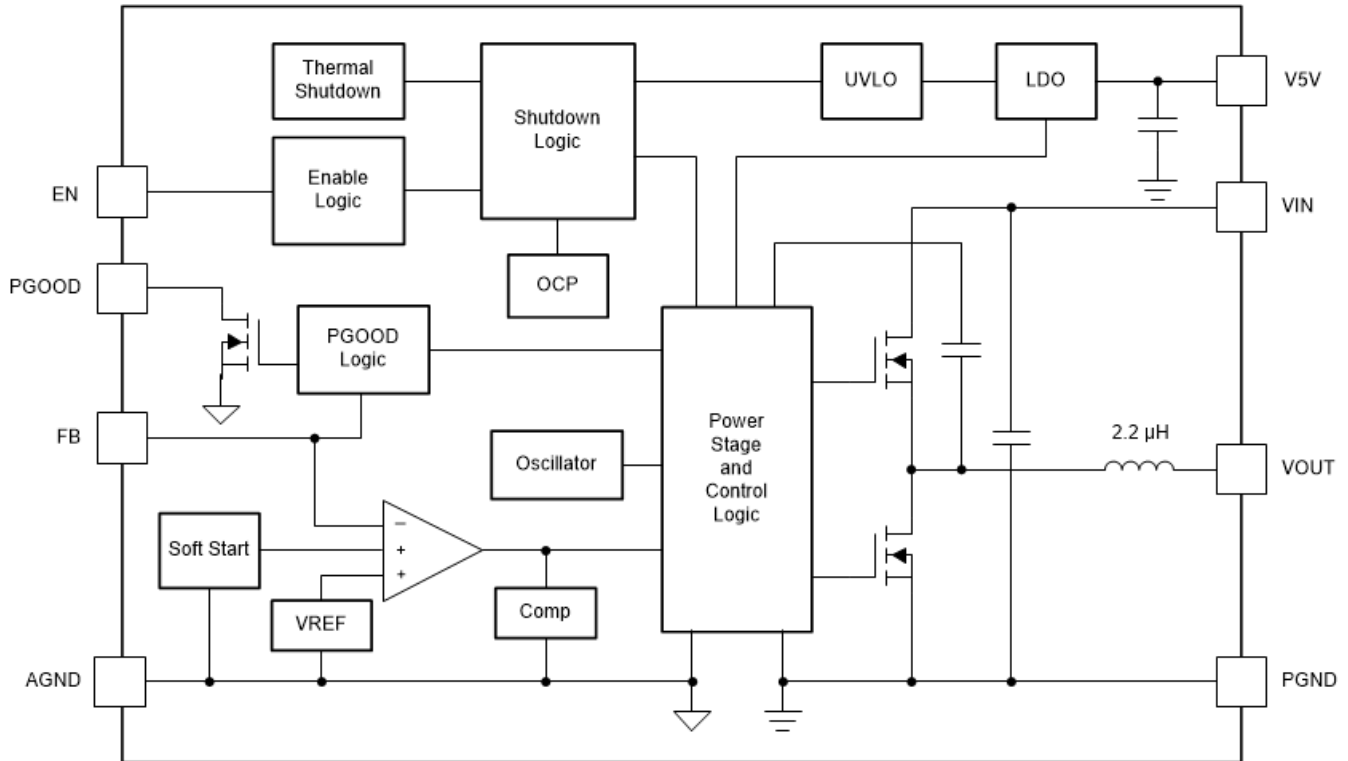 Thermal
Shutdown
Shutdown
Logic
UVLO
LDO
V5V
EN
Enable
Logic
VIN
OCP
PGOOD
PGOOD
Logic
FB
Oscillator
Power
Stage
and
Control
Logic
2.2 µH
VOUT
Soft Start
−
+
+
VREF
Comp
AGND
PGND